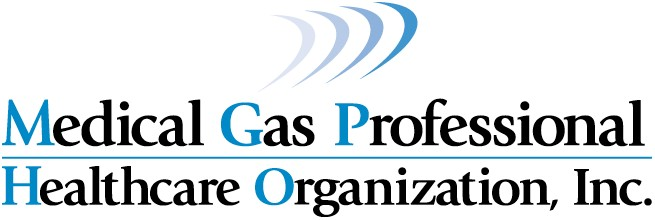 Medical Gas Professional
Healthcare Organization, Inc.